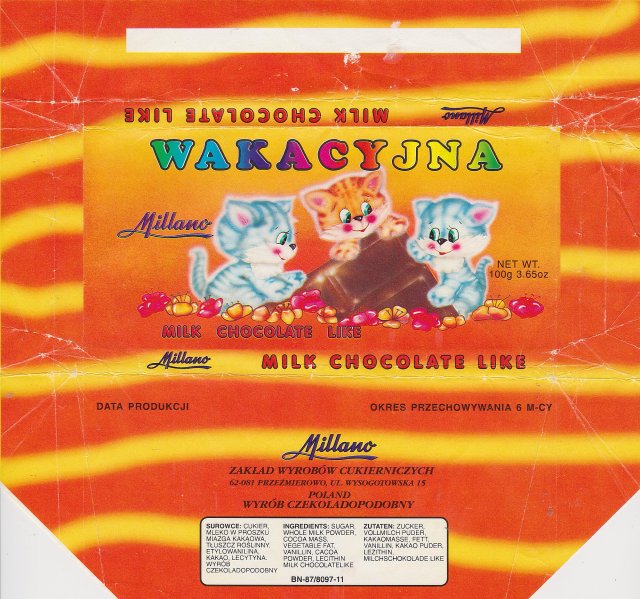 MILK CHOCOLATE LIKE Millano
WAKACYJNA
Millano
NET WT.
100g 3.65oz
MILK CHOCOLATE LIKE
Millano MILK CHOCOLATE LIKE
DATA PRODUKCJI OKRES PRZECHOWYWANIA 6 M-CY
Millano
ZAKŁAD WYROBÓW CUKIERNICZYCH
62-081 PRZEŹMIEROWO, UL. WYSOGOTOWSKA 15
POLAND
WYRÓB CZEKOLADOPODOBNY
SUROWCE: CUKIER,
MLEKO W PROSZKU
MIAZGA KAKAOWA,
TŁUSZCZ ROŚLINNY,
ETYLOWANILINA,
KAKAO, LECYTYNA.
WYRÓB
CZEKOLADOPODOBNY
INGREDIENTS: SUGAR,
WHOLE MILK POWDER,
COCOA MASS,
VEGETABLE FAT,
VANILLIN, CACOA
POWDER, LECITHIN
MILK CHOCOLATELIKE
ZUTATEN: ZUCKER,
VOLLMILCH PUDER,
KAKAOMASSE, FETT,
VANILLIN, KAKAO PUDER,
LEZITHIN,
MILCHSCHOKOLADE LIKE
BN-87/8097-11